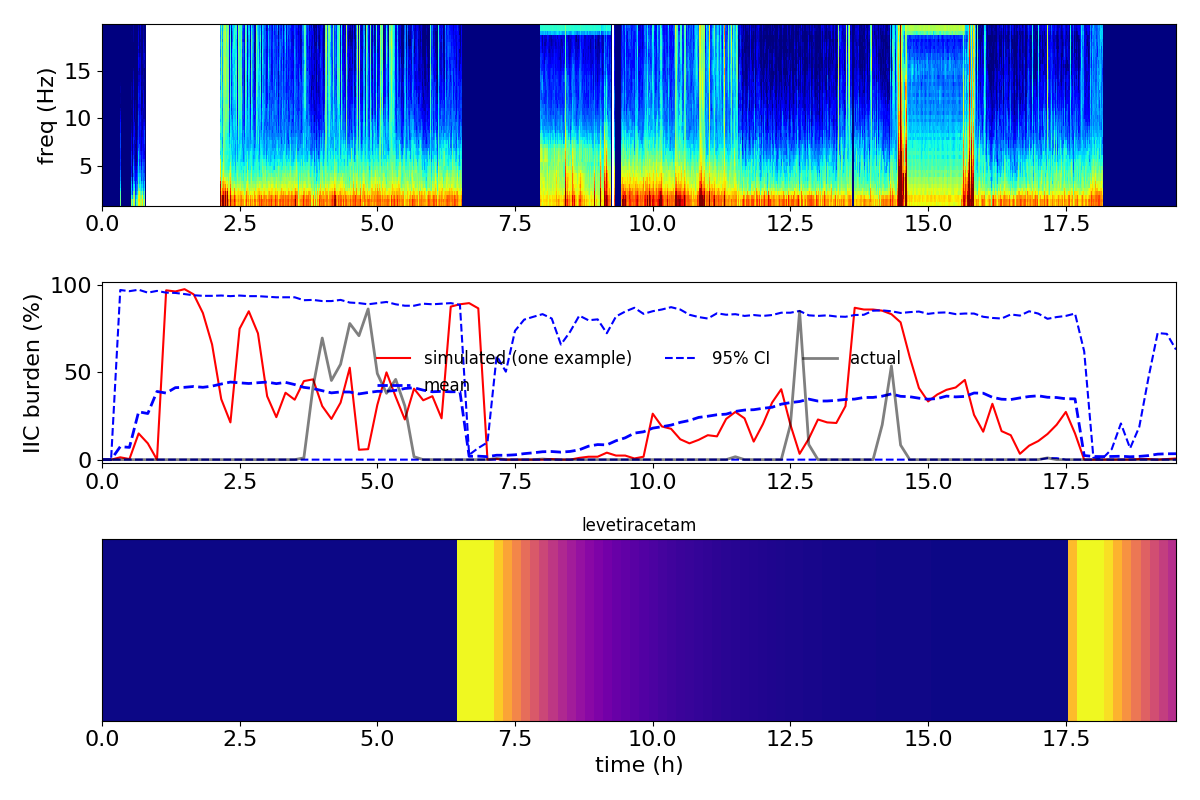 freq (Hz)
15
10
5
0.0 2.5 5.0 7.5 10.0 12.5 15.0 17.5
IIC burden (%)
100
50
0
simulated (one example) 95% CI actual
mean
0.0 2.5 5.0 7.5 10.0 12.5 15.0 17.5
levetiracetam
0.0 2.5 5.0 7.5 10.0 12.5 15.0 17.5
time (h)